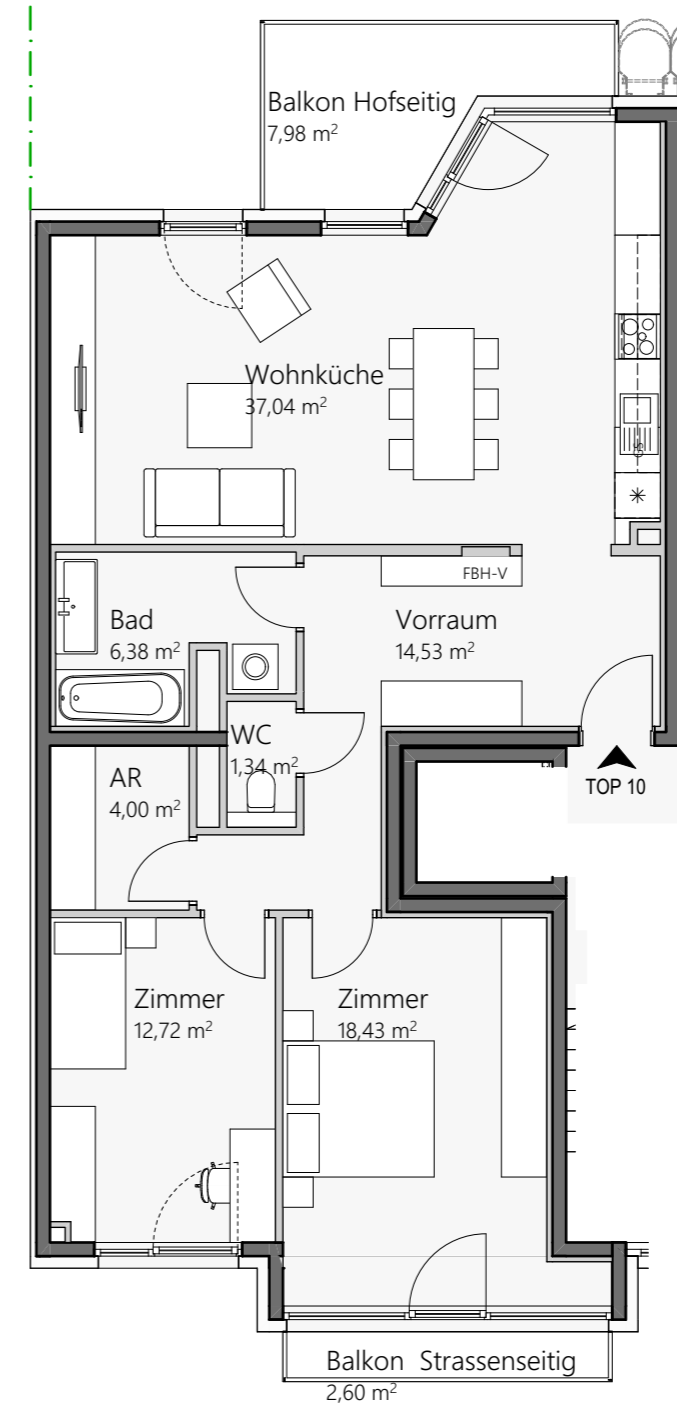 Balkon Hofseitig
7,98 m²
Wohnküche
37,04 m²
GS
FBH-V
Bad
6,38 m²
Vorraum
14,53 m²
WC
1,34 m²
AR
4,00 m²
TOP 10
Zimmer
12,72 m²
Zimmer
18,43 m²
Balkon Strassenseitig
2,60 m²